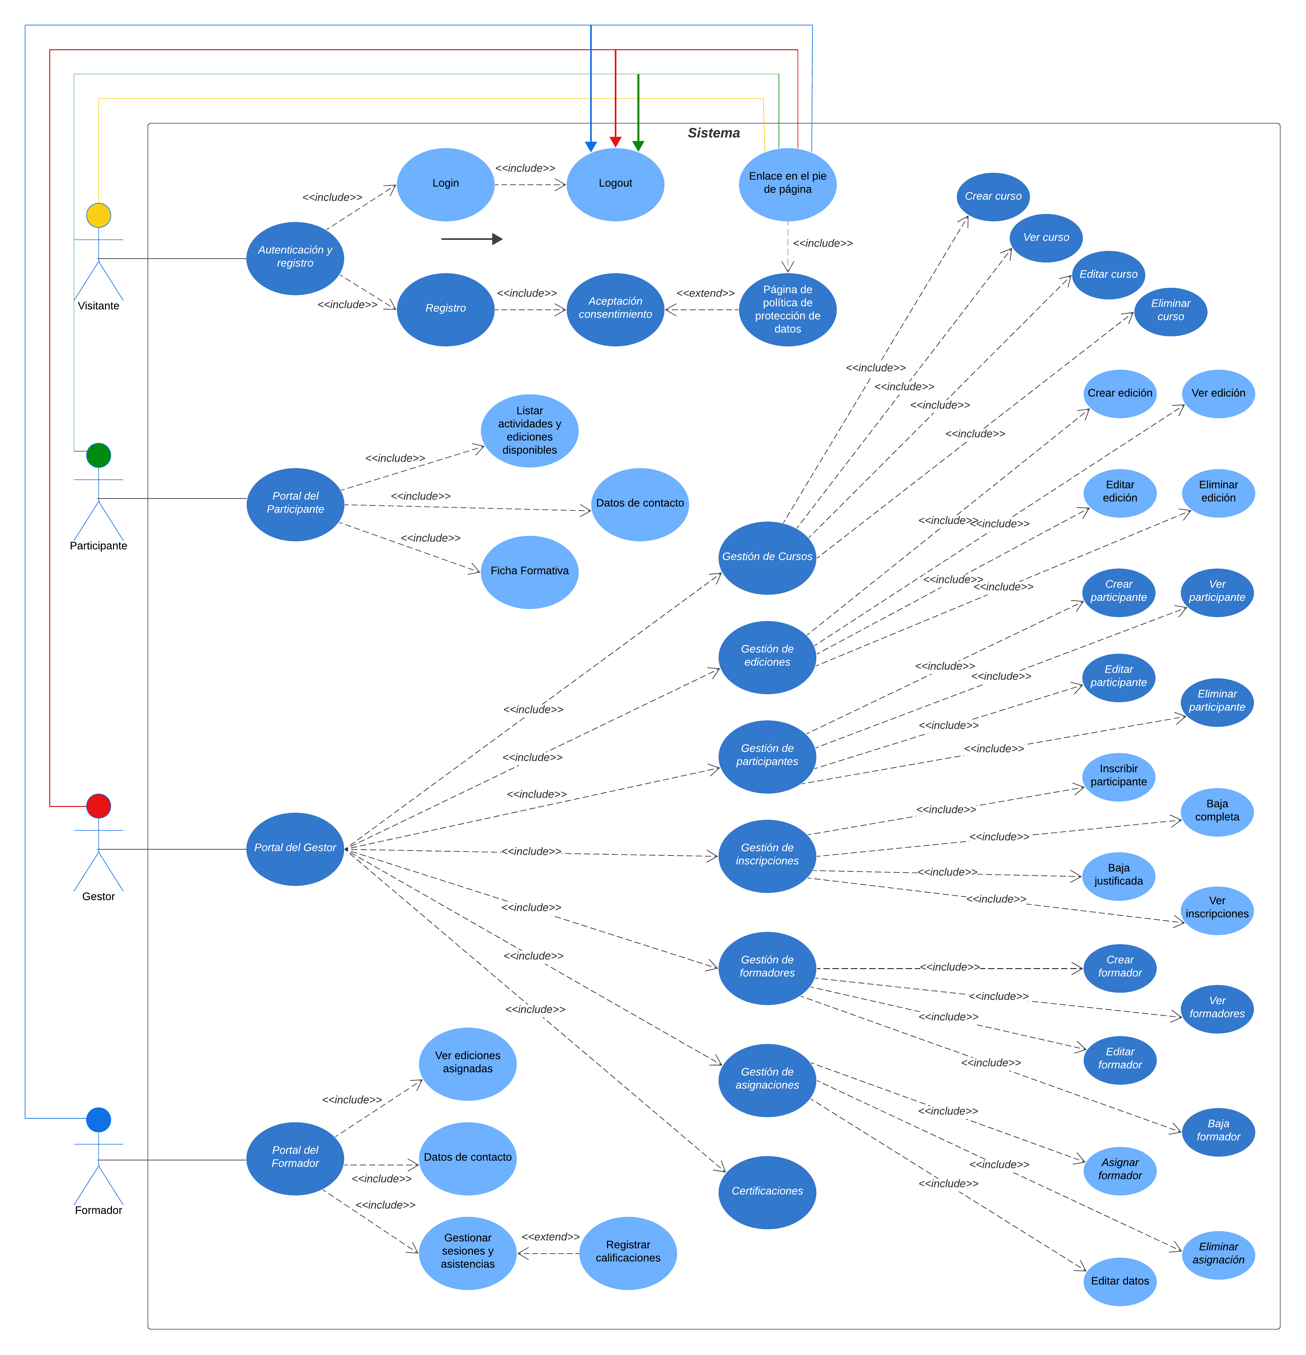 Sistema
Login
<<include>>
Logout
Enlace en el pie
de página
<<include>>
Autenticación y
registro
<<include>>
<<include>>
Registro
<<include>>
Aceptación
consentimiento
<<extend>>
Página de
política de
protección de
datos
Visitante
Crear curso
Ver curso
Editar curso
Eliminar
curso
<<include>>
<<include>>
<<include>>
<<include>>
Crear edición
Ver edición
Editar
edición
Eliminar
edición
<<include>>
<<include>>
<<include>>
<<include>>
Listar
actividades y
ediciones
disponibles
<<include>>
Portal del
Participante
<<include>>
Datos de contacto
<<include>>
Ficha Formativa
Participante
Gestión de Cursos
Gestión de
ediciones
Crear
participante
Ver
participante
Editar
participante
Eliminar
participante
<<include>>
<<include>>
<<include>>
<<include>>
Gestión de
participantes
<<include>>
<<include>>
<<include>>
Portal del Gestor
<<include>>
<<include>>
<<include>>
<<include>>
Gestor
Gestión de
inscripciones
Inscribir
participante
Baja
completa
Baja
justificada
Ver
inscripciones
<<include>>
<<include>>
<<include>>
<<include>>
Gestión de
formadores
<<include>>
Crear
formador
<<include>>
Ver
formadores
<<include>>
Editar
formador
<<include>>
Baja
formador
Gestión de
asignaciones
<<include>>
Asignar
formador
<<include>>
Eliminar
asignación
<<include>>
Editar datos
Certificaciones
Ver ediciones
asignadas
<<include>>
Portal del
Formador
<<include>>
Datos de contacto
<<include>>
Gestionar
sesiones y
asistencias
<<extend>>
Registrar
calificaciones
Formador